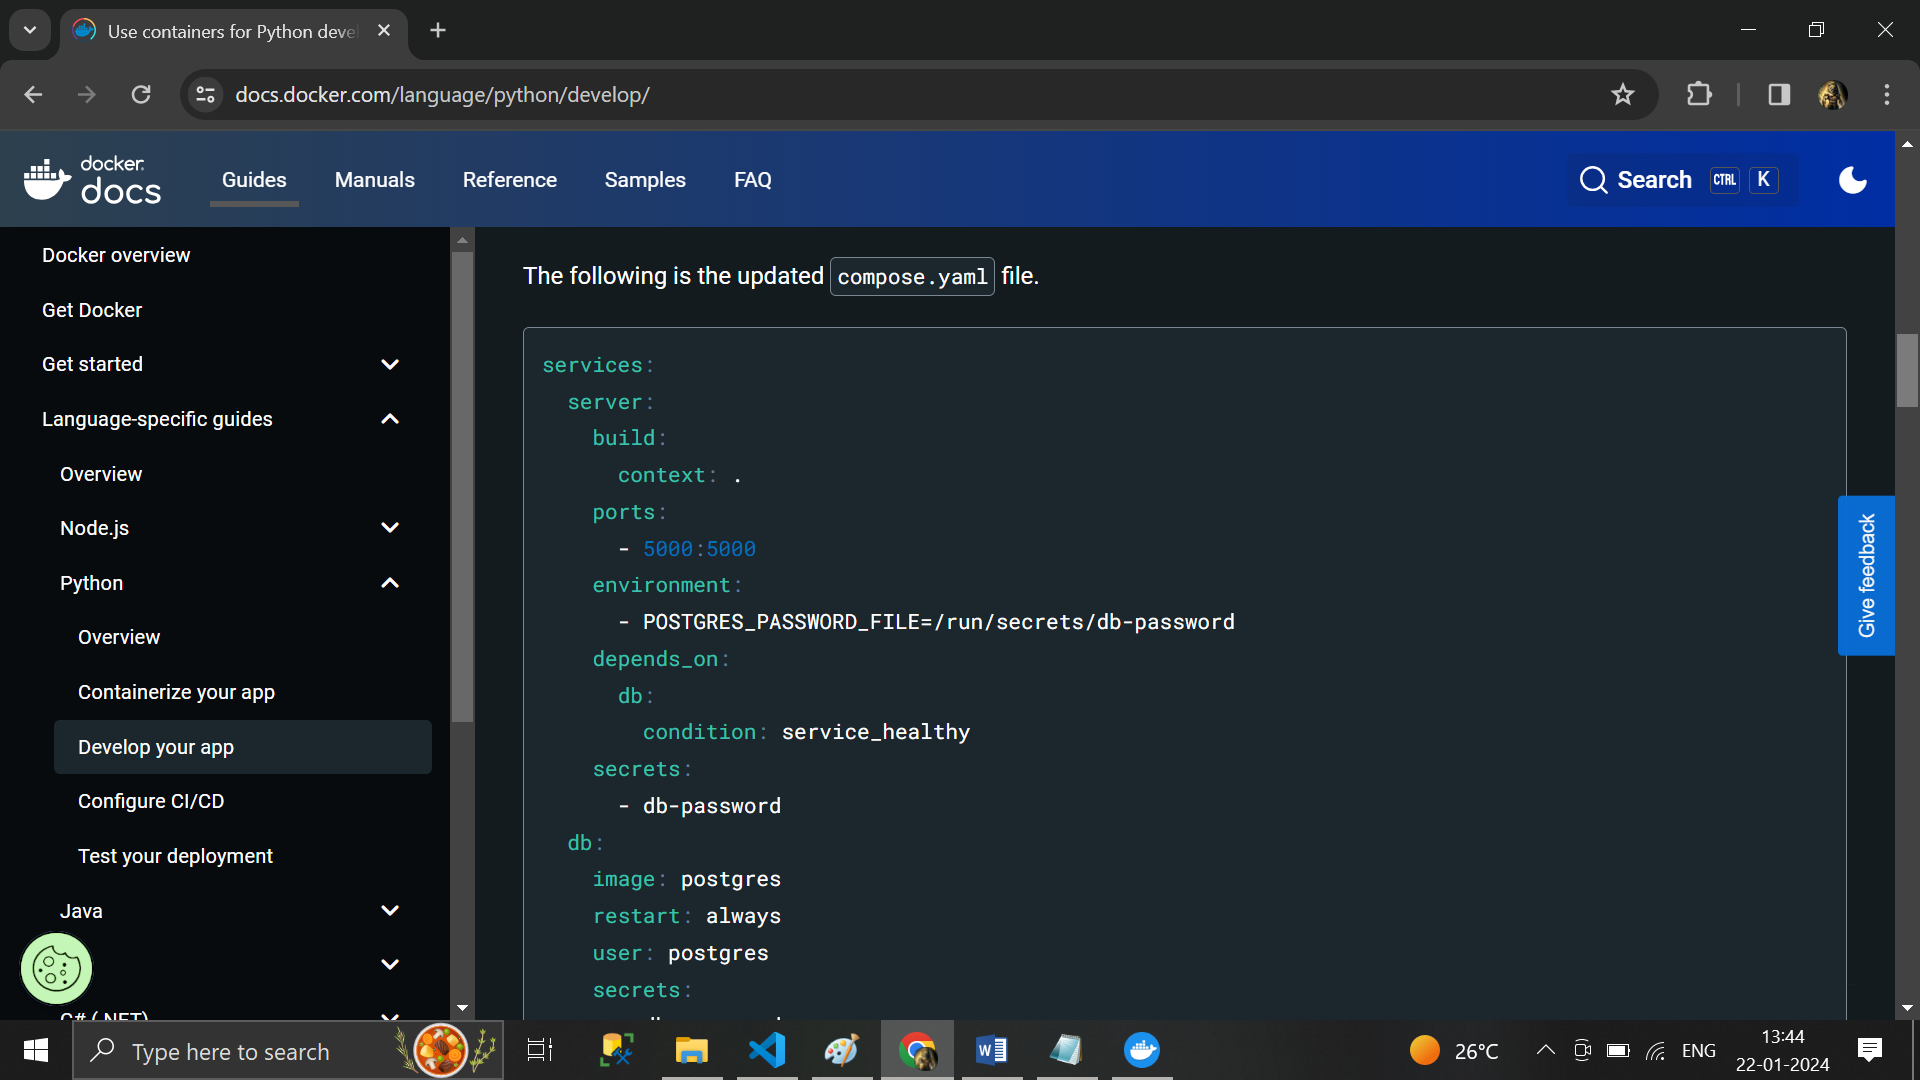 Use containers for Python deve
docs.docker.com/language/python/develop/
docker
docs
Guides
Manuals
Reference
Samples
FAQ
Search
CTRL
K
Docker overview
Get Docker
Get started
Language-specific guides
Overview
Node.js
Python
Overview
Containerize your app
Develop your app
Configure CI/CD
Test your deployment
Java
C# (.NET)
The following is the updated compose.yaml file.
services:
server:
build:
context: .
ports:
- 5000:5000
environment:
- POSTGRES_PASSWORD_FILE=/run/secrets/db-password
depends_on:
db:
condition: service_healthy
secrets:
- db-password
db:
image: postgres
restart: always
user: postgres
secrets:
Give feedback
Type here to search
26°C
ENG
13:44
22-01-2024